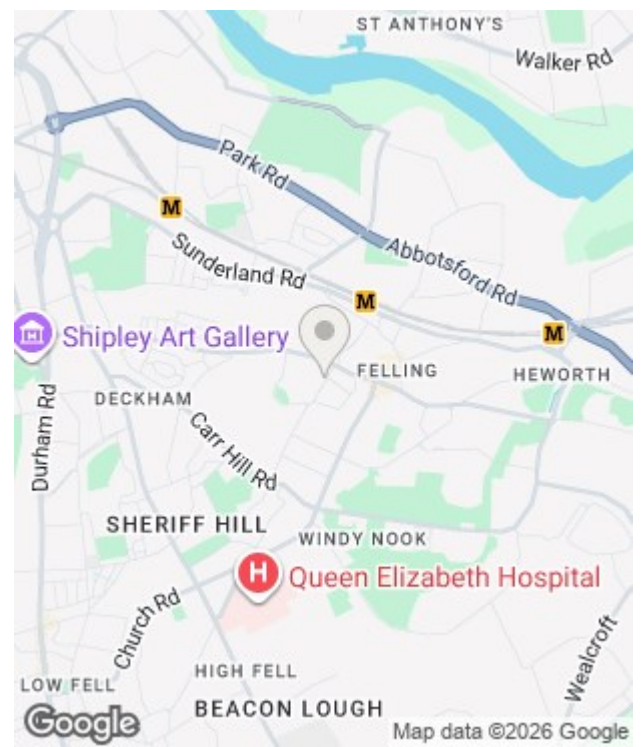 ST ANTHONY'S
Walker Rd
Park Rd
M
Abbotsford Rd
Sunderland Rd
M
M
Shipley Art Gallery
FELLING
HEWORTH
DECKHAM
Durham Rd
Carr Hill Rd
SHERIFF HILL
WINDY NOOK
H
Queen Elizabeth Hospital
Church Rd
Wealcroft
HIGH FELL
LOW FELL
BEACON LOUGH
Google
Map data ©2026 Google